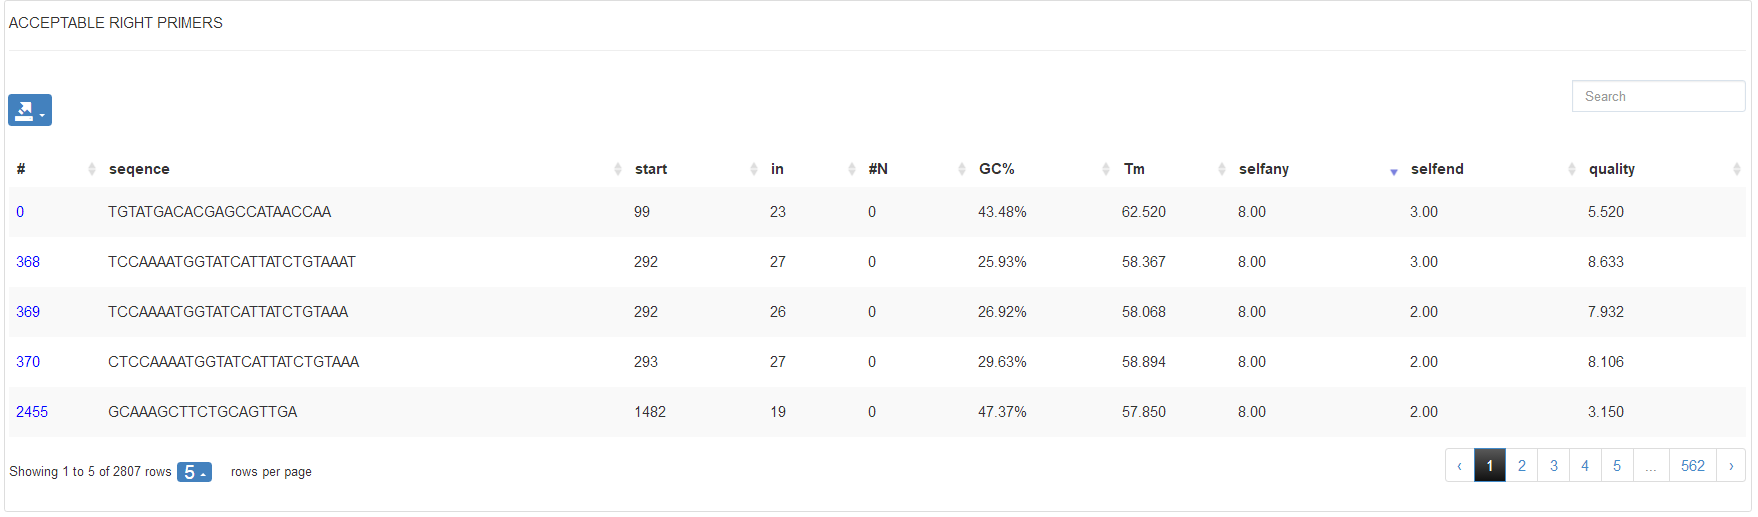 ACCEPTABLE RIGHT PRIMERS
Search
# seqence start in #N GC% Tm selfany selfend quality
0 TGTATGACACGAGCCATAACCAA 99 23 0 43.48% 62.520 8.00 3.00 5.520
368 TCCAAAATGGTATCATTATCTGTAAAT 292 27 0 25.93% 58.367 8.00 3.00 8.633
369 TCCAAAATGGTATCATTATCTGTAAA 292 26 0 26.92% 58.068 8.00 2.00 7.932
370 CTCCAAAATGGTATCATTATCTGTAAA 293 27 0 29.63% 58.894 8.00 2.00 8.106
2455 GCAAAGCTTCTGCAGTTGA 1482 19 0 47.37% 57.850 8.00 2.00 3.150
Showing 1 to 5 of 2807 rows 5 rows per page ‹ 1 2 3 4 5 ... 562 ›